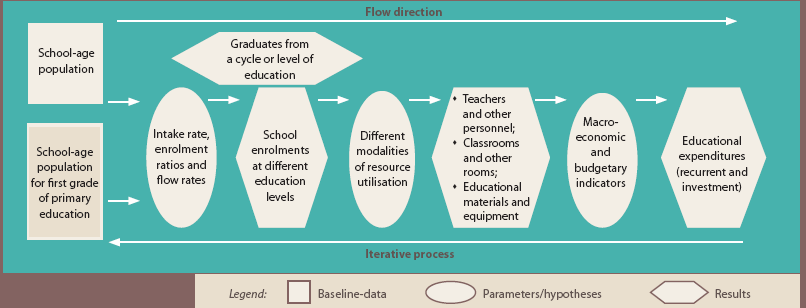 Flow direction
School-age
population
Graduates from
a cycle or level of
education
School-age
population
for first grade
of primary
education
Intake rate,
enrolment
ratios and
flow rates
School
enrolments
at different
education
levels
Different
modalities
of resource
utilisation
♦ Teachers
and other
personnel;
♦ Classrooms
and other
rooms;
♦ Educational
materials and
equipment
Macro-
economic
and
budgetary
indicators
Educational
expenditures
(recurrent and
investment)
Iterative process
Legend:
Baseline-data
Parameters/hypotheses
Results